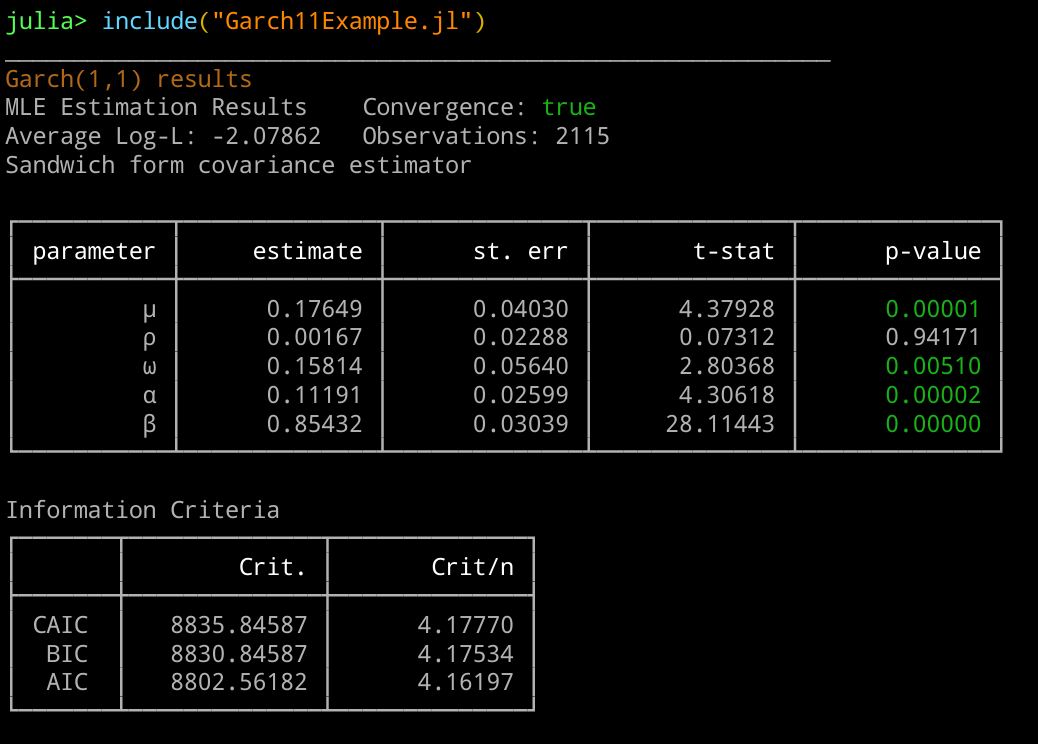 julia> include("Garch11Example.jl")
Garch(1,1) results
MLE Estimation Results    Convergence: true
Average Log-L: -2.07862   Observations: 2115
Sandwich form covariance estimator
parameter estimate st. err t-stat p-value
μ 0.17649 0.04030 4.37928 0.00001
ρ 0.00167 0.02288 0.07312 0.94171
ω 0.15814 0.05640 2.80368 0.00510
α 0.11191 0.02599 4.30618 0.00002
β 0.85432 0.03039 28.11443 0.00000
Information Criteria
Crit. Crit/n
CAIC 8835.84587 4.17770
BIC 8830.84587 4.17534
AIC 8802.56182 4.16197